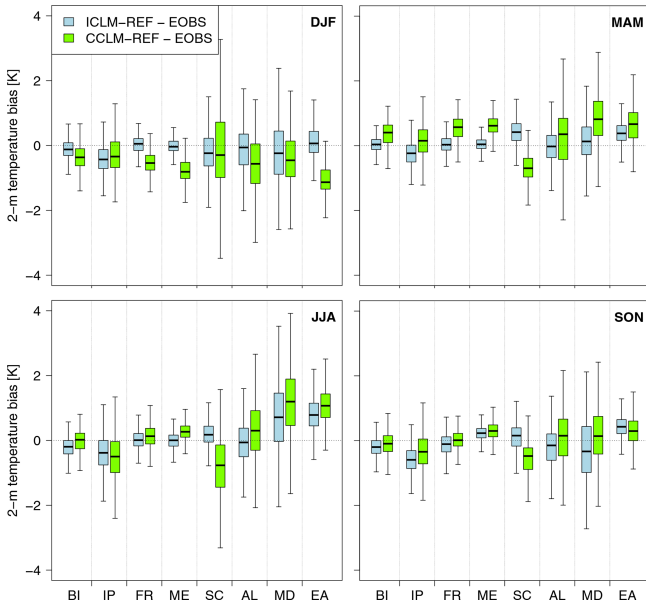 ICLM−REF − EOBS
CCLM−REF − EOBS
DJF
MAM
2−m temperature bias [K]
4
2
0
−2
−4
JJA
SON
2−m temperature bias [K]
4
2
0
−2
−4
BI IP FR ME SC AL MD EA
BI IP FR ME SC AL MD EA